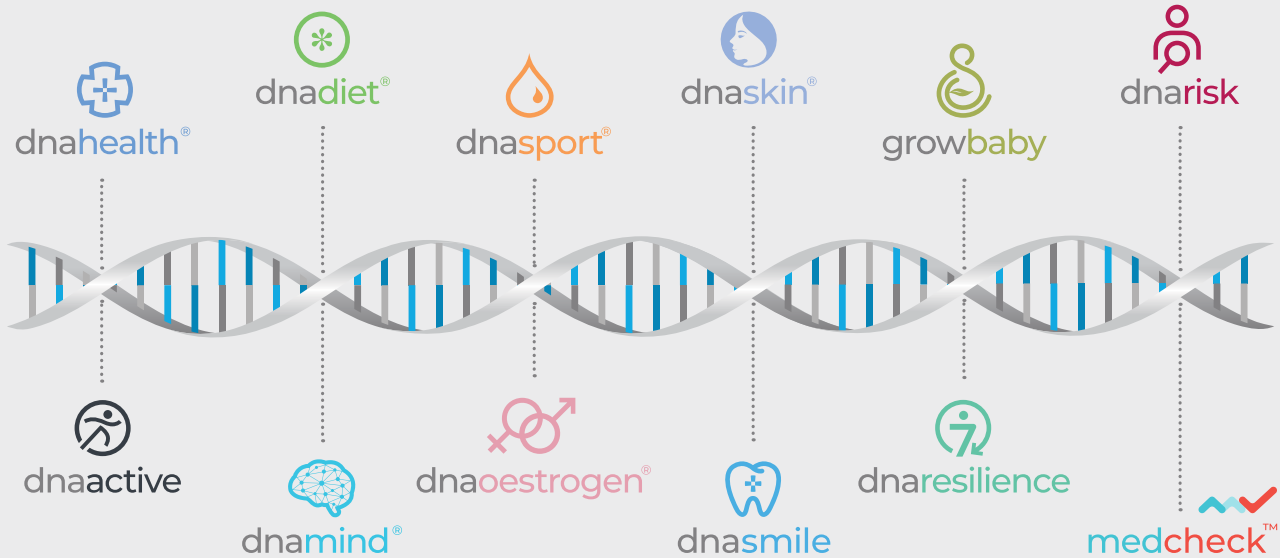 dnahealth®
dnadiet®
dnasport®
dnaskin®
growbaby
dnarisk
dnaactive
dnamind®
dnaoestrogen®
dnasmile
dnaresilience
medcheck™